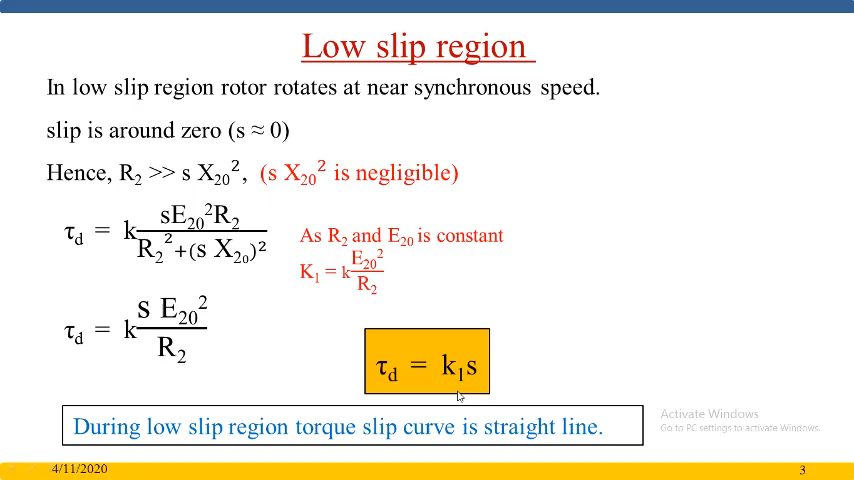 Low slip region
In low slip region rotor rotates at near synchronous speed.
slip is around zero (s ≈ 0)
Hence, R₂ >> s X₂₀², (s X₂₀² is negligible)
τd = k sE₂₀²R₂ / R₂²+(s X₂₀)²
As R₂ and E₂₀ is constant
K₁ = k E₂₀² / R₂
τd = k s E₂₀² / R₂
τd = k₁s
During low slip region torque slip curve is straight line.
Activate Windows
Go to PC settings to activate Windows.
4/11/2020
3